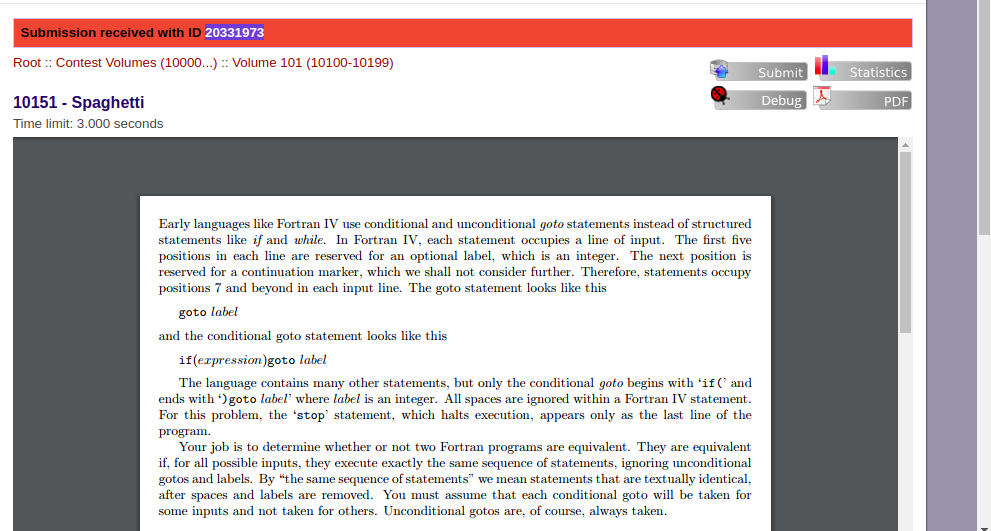 Submission received with ID 20331973
Root :: Contest Volumes (10000...) :: Volume 101 (10100-10199)
Submit
Statistics
10151 - Spaghetti
Debug
PDF
Time limit: 3.000 seconds
Early languages like Fortran IV use conditional and unconditional goto statements instead of structured
statements like if and while. In Fortran IV, each statement occupies a line of input. The first five
positions in each line are reserved for an optional label, which is an integer. The next position is
reserved for a continuation marker, which we shall not consider further. Therefore, statements occupy
positions 7 and beyond in each input line. The goto statement looks like this
goto label
and the conditional goto statement looks like this
if(expression)goto label
The language contains many other statements, but only the conditional goto begins with ‘if(’ and
ends with ‘)goto label’ where label is an integer. All spaces are ignored within a Fortran IV statement.
For this problem, the ‘stop’ statement, which halts execution, appears only as the last line of the
program.
Your job is to determine whether or not two Fortran programs are equivalent. They are equivalent
if, for all possible inputs, they execute exactly the same sequence of statements, ignoring unconditional
gotos and labels. By “the same sequence of statements” we mean statements that are textually identical,
after spaces and labels are removed. You must assume that each conditional goto will be taken for
some inputs and not taken for others. Unconditional gotos are, of course, always taken.